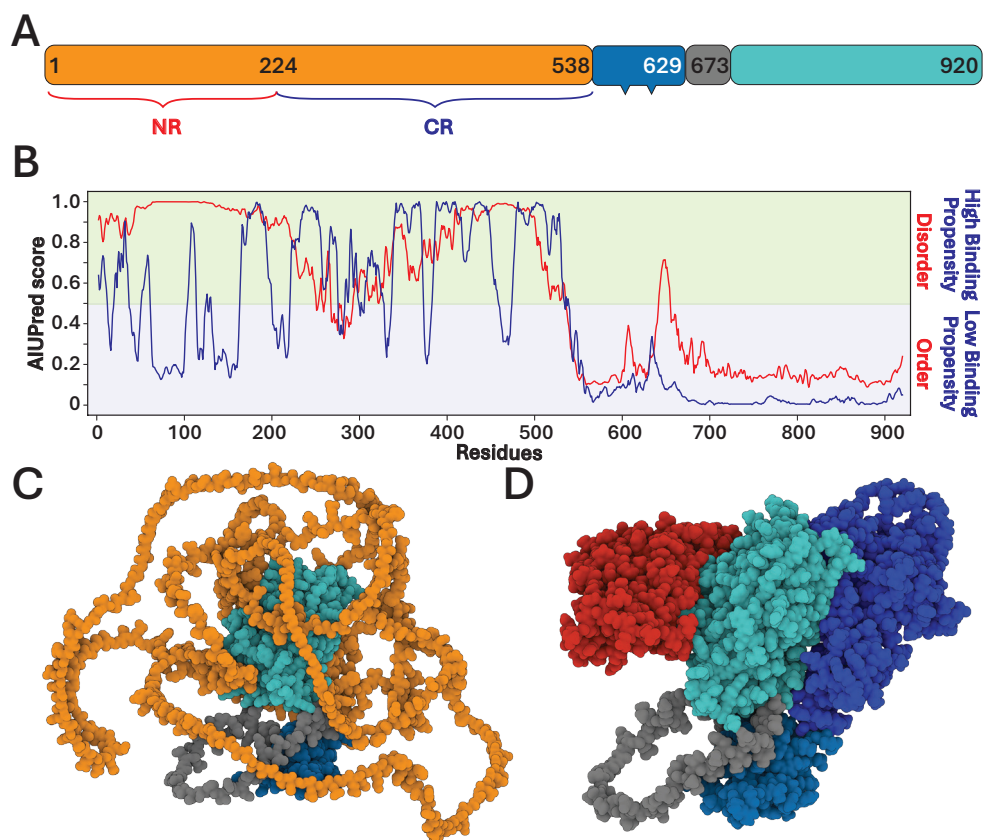 A
1 224 538 629 673 920
NR CR
B
1.0
0.8
0.6
0.4
0.2
0
AIUPred score
0 100 200 300 400 500 600 700 800 900
Residues
Disorder
Order
High Binding
Propensity
Low Binding
Propensity
C
D